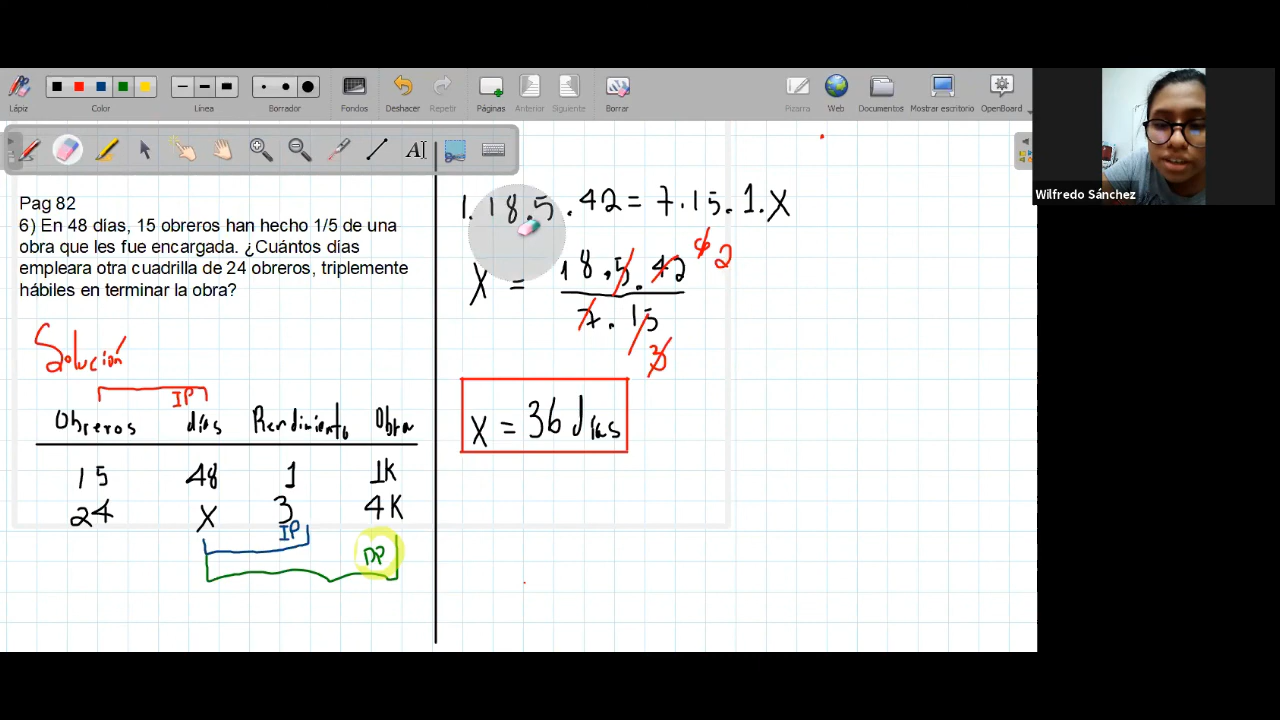 Lápiz
Color
Línea
Borrador
Fondos
Deshacer
Repetir
Páginas
Anterior
Siguiente
Borrar
Pizarra
Web
Documentos
Mostrar escritorio
OpenBoard
Wilfredo Sánchez
Pag 82
6) En 48 días, 15 obreros han hecho 1/5 de una
obra que les fue encargada. ¿Cuántos días
empleara otra cuadrilla de 24 obreros, triplemente
hábiles en terminar la obra?
Solución
IP
Obreros días Rendimiento Obra
15 48 1 1K
24 X 3 4K
IP
DP
1.18.5.42=7.15.1.X
X = 18.5.42 2
7.15
3
X = 36 días